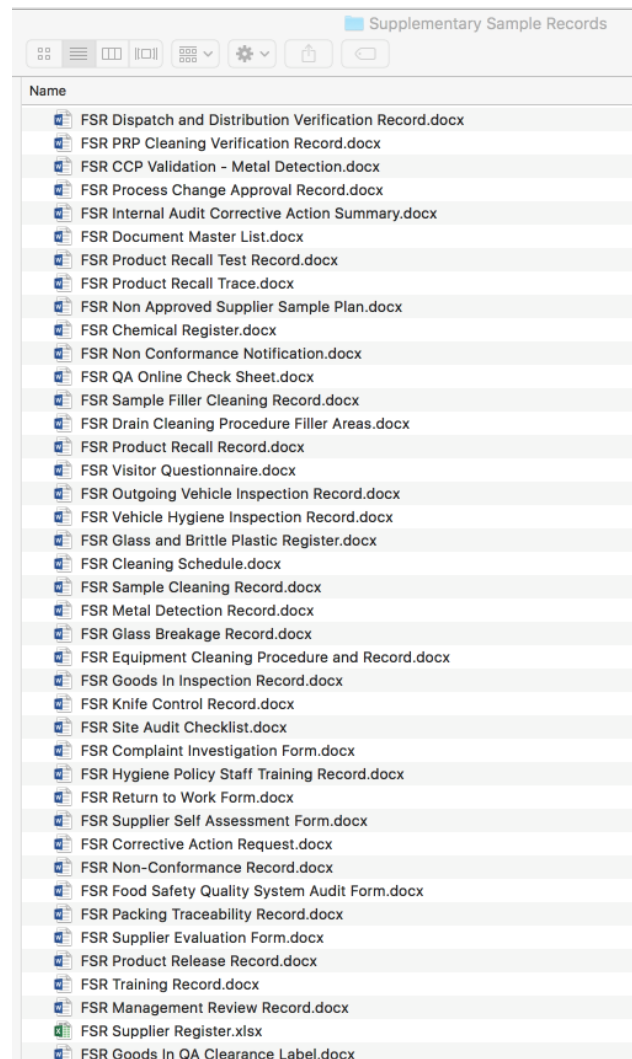 Supplementary Sample Records
Name
FSR Dispatch and Distribution Verification Record.docx
FSR PRP Cleaning Verification Record.docx
FSR CCP Validation - Metal Detection.docx
FSR Process Change Approval Record.docx
FSR Internal Audit Corrective Action Summary.docx
FSR Document Master List.docx
FSR Product Recall Test Record.docx
FSR Product Recall Trace.docx
FSR Non Approved Supplier Sample Plan.docx
FSR Chemical Register.docx
FSR Non Conformance Notification.docx
FSR QA Online Check Sheet.docx
FSR Sample Filler Cleaning Record.docx
FSR Drain Cleaning Procedure Filler Areas.docx
FSR Product Recall Record.docx
FSR Visitor Questionnaire.docx
FSR Outgoing Vehicle Inspection Record.docx
FSR Vehicle Hygiene Inspection Record.docx
FSR Glass and Brittle Plastic Register.docx
FSR Cleaning Schedule.docx
FSR Sample Cleaning Record.docx
FSR Metal Detection Record.docx
FSR Glass Breakage Record.docx
FSR Equipment Cleaning Procedure and Record.docx
FSR Goods In Inspection Record.docx
FSR Knife Control Record.docx
FSR Site Audit Checklist.docx
FSR Complaint Investigation Form.docx
FSR Hygiene Policy Staff Training Record.docx
FSR Return to Work Form.docx
FSR Supplier Self Assessment Form.docx
FSR Corrective Action Request.docx
FSR Non-Conformance Record.docx
FSR Food Safety Quality System Audit Form.docx
FSR Packing Traceability Record.docx
FSR Supplier Evaluation Form.docx
FSR Product Release Record.docx
FSR Training Record.docx
FSR Management Review Record.docx
FSR Supplier Register.xlsx
FSR Goods In QA Clearance Label.docx